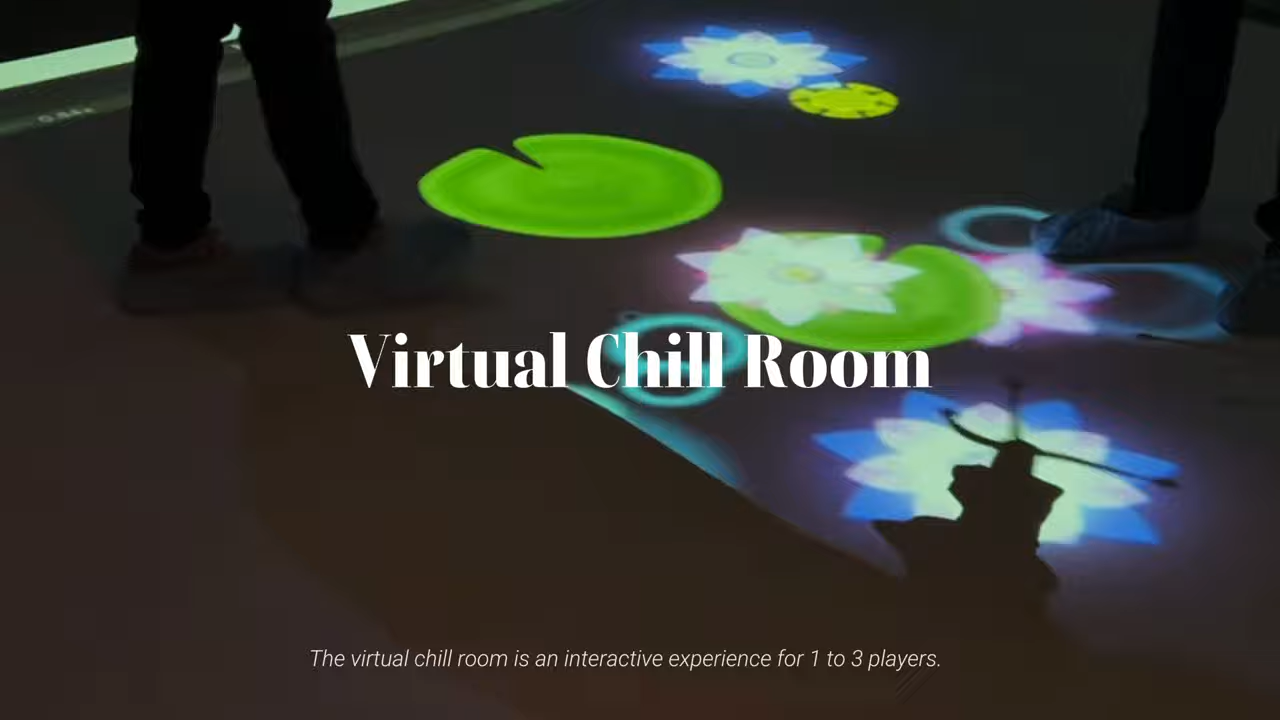 Virtual Chill Room
The virtual chill room is an interactive experience for 1 to 3 players.